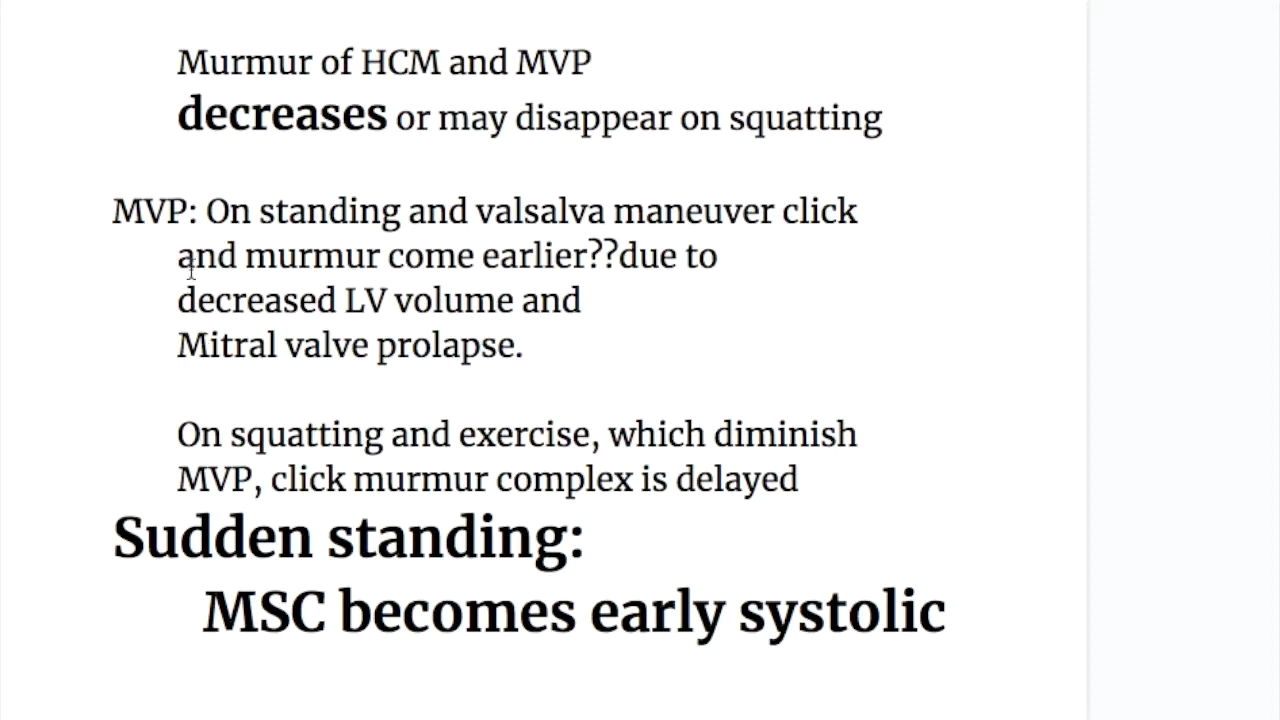 Murmur of HCM and MVP
decreases or may disappear on squatting
MVP: On standing and valsalva maneuver click
and murmur come earlier??due to
decreased LV volume and
Mitral valve prolapse.
On squatting and exercise, which diminish
MVP, click murmur complex is delayed
Sudden standing:
MSC becomes early systolic